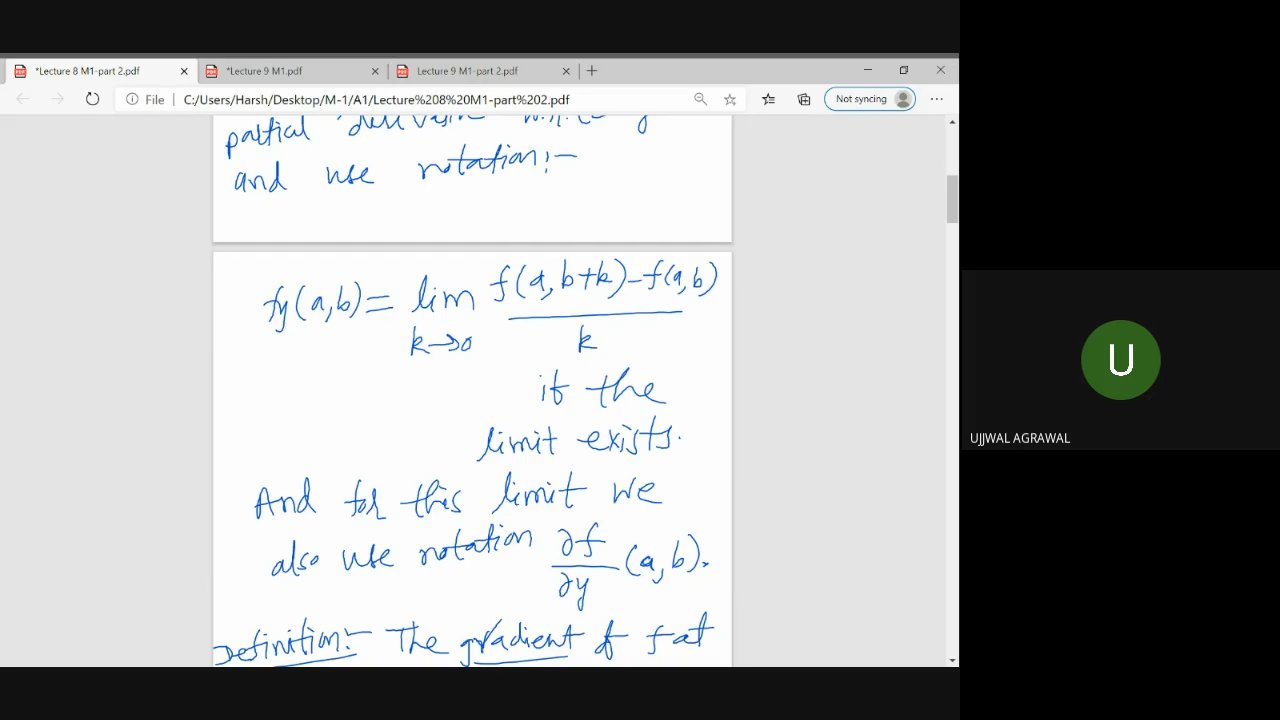 *Lecture 8 M1-part 2.pdf
*Lecture 9 M1.pdf
Lecture 9 M1-part 2.pdf
File C:/Users/Harsh/Desktop/M-1/A1/Lecture%208%20M1-part%202.pdf
Not syncing
partial
and use notation:-
fy(a,b) = lim f(a, b+k) - f(a,b)
k→0 k
if the
limit exists.
And for this limit we
also use notation ∂f/∂y (a,b).
Definition:- The gradient of f at
U
UJJWAL AGRAWAL